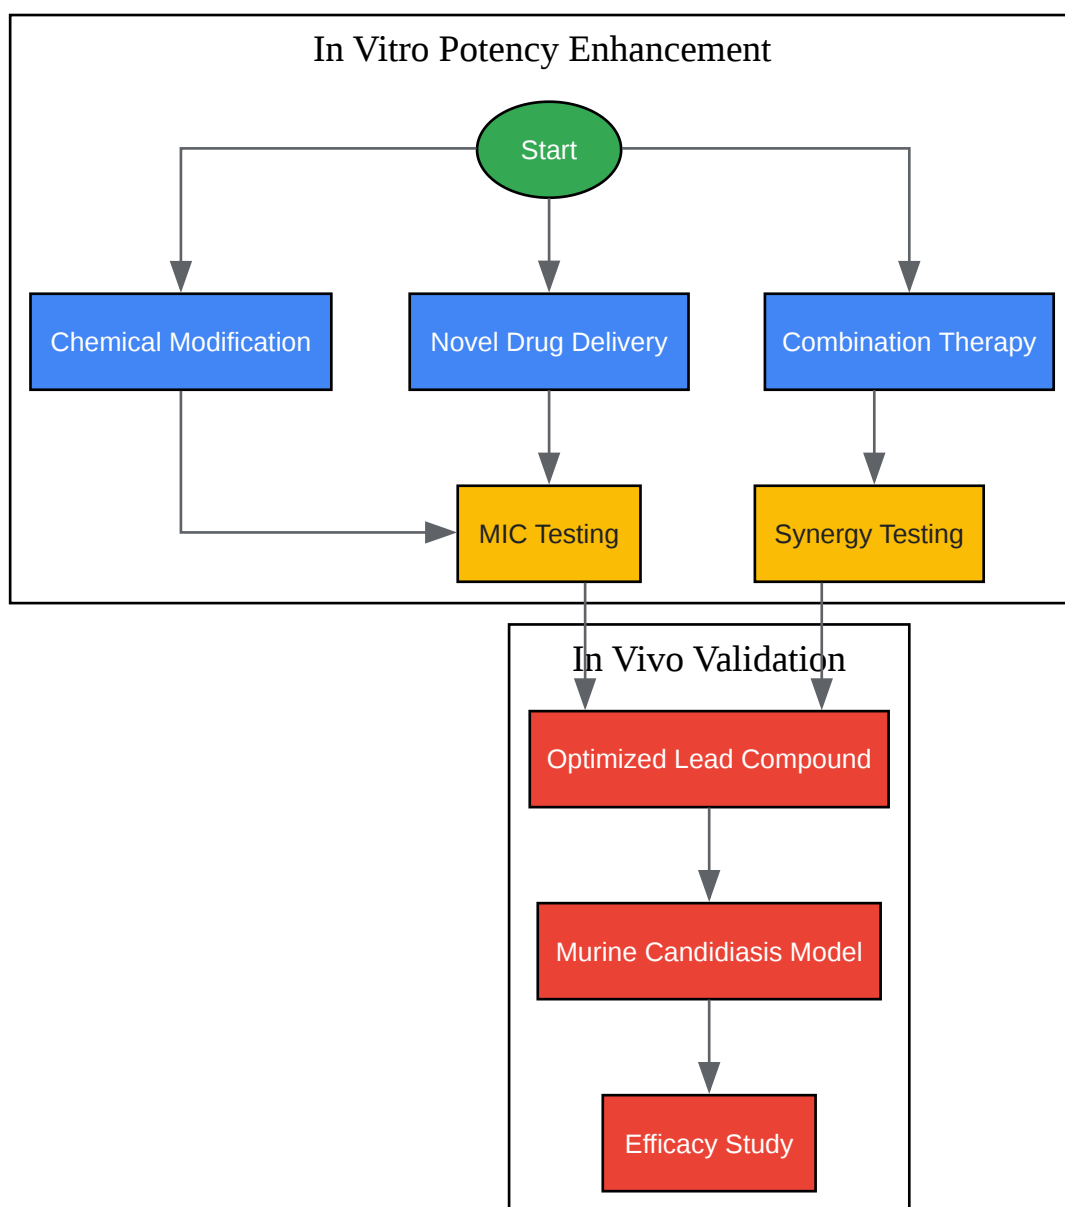 In Vitro Potency Enhancement
Start
Chemical Modification
Novel Drug Delivery
Combination Therapy
MIC Testing
Synergy Testing
In Vivo Validation
Optimized Lead Compound
Murine Candidiasis Model
Efficacy Study